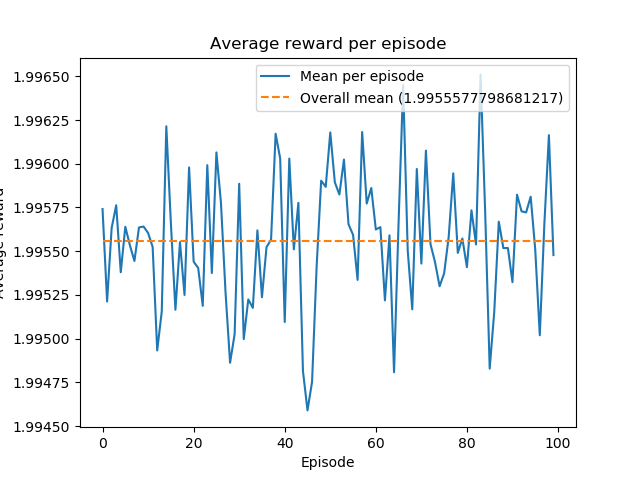 Average reward per episode
Mean per episode
Overall mean (1.9955577798681217)
1.99650
1.99625
1.99600
1.99575
1.99550
1.99525
1.99500
1.99475
1.99450
Average reward
0 20 40 60 80 100
Episode